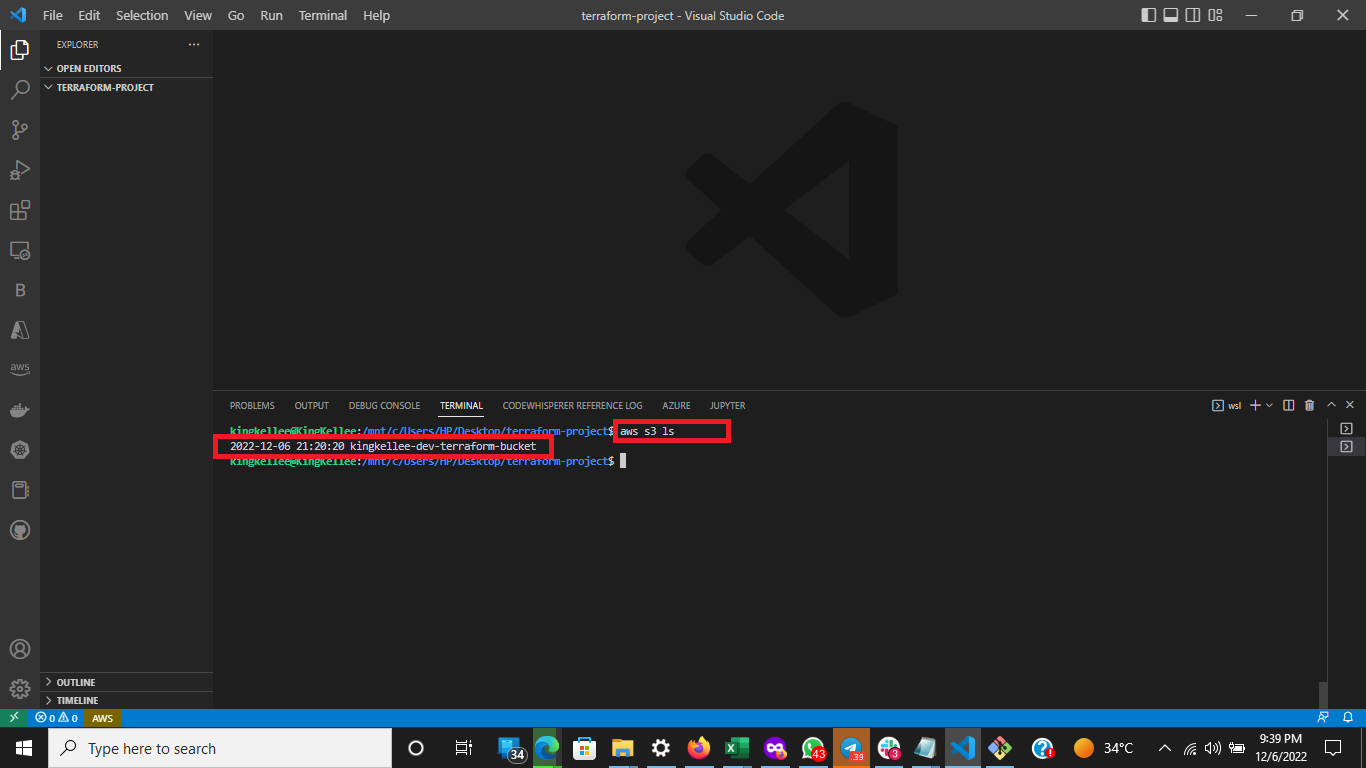 File Edit Selection View Go Run Terminal Help
terraform-project - Visual Studio Code
EXPLORER
OPEN EDITORS
TERRAFORM-PROJECT
B
aws
PROBLEMS OUTPUT DEBUG CONSOLE TERMINAL CODEWHISPERER REFERENCE LOG AZURE JUPYTER
wsl
kingkellee@KingKellee:/mnt/c/Users/HP/Desktop/terraform-project$ aws s3 ls
2022-12-06 21:20:20 kingkellee-dev-terraform-bucket
kingkellee@KingKellee:/mnt/c/Users/HP/Desktop/terraform-project$
OUTLINE
TIMELINE
0 0 AWS
Type here to search
34
43
39
3
34°C
9:39 PM
12/6/2022